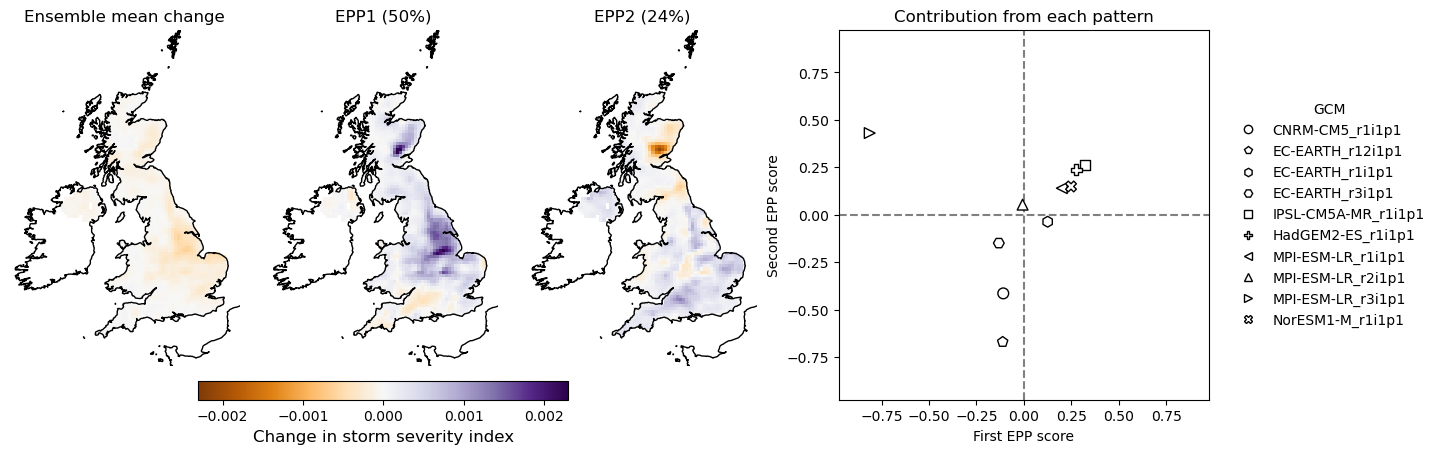 Ensemble mean change
EPP1 (50%)
EPP2 (24%)
−0.002 −0.001 0.000 0.001 0.002
Change in storm severity index
Contribution from each pattern
Second EPP score
0.75
0.50
0.25
0.00
−0.25
−0.50
−0.75
−0.75 −0.50 −0.25 0.00 0.25 0.50 0.75
First EPP score
GCM
CNRM-CM5_r1i1p1
EC-EARTH_r12i1p1
EC-EARTH_r1i1p1
EC-EARTH_r3i1p1
IPSL-CM5A-MR_r1i1p1
HadGEM2-ES_r1i1p1
MPI-ESM-LR_r1i1p1
MPI-ESM-LR_r2i1p1
MPI-ESM-LR_r3i1p1
NorESM1-M_r1i1p1